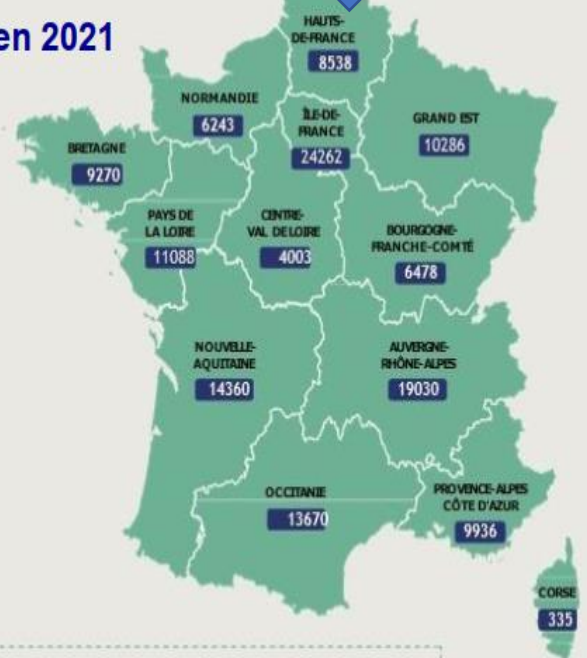 en 2021
HAUTS-
DE-FRANCE
8538
NORMANDIE
6243
ÎLE-DE-
FRANCE
24262
GRAND EST
10286
BRETAGNE
9270
PAYS DE
LA LOIRE
11088
CENTRE-
VAL DE LOIRE
4003
BOURGOGNE-
FRANCHE-COMTÉ
6478
NOUVELLE-
AQUITAINE
14360
AUVERGNE-
RHÔNE-ALPES
19030
OCCITANIE
13670
PROVENCE-ALPES
CÔTE D'AZUR
9936
CORSE
335